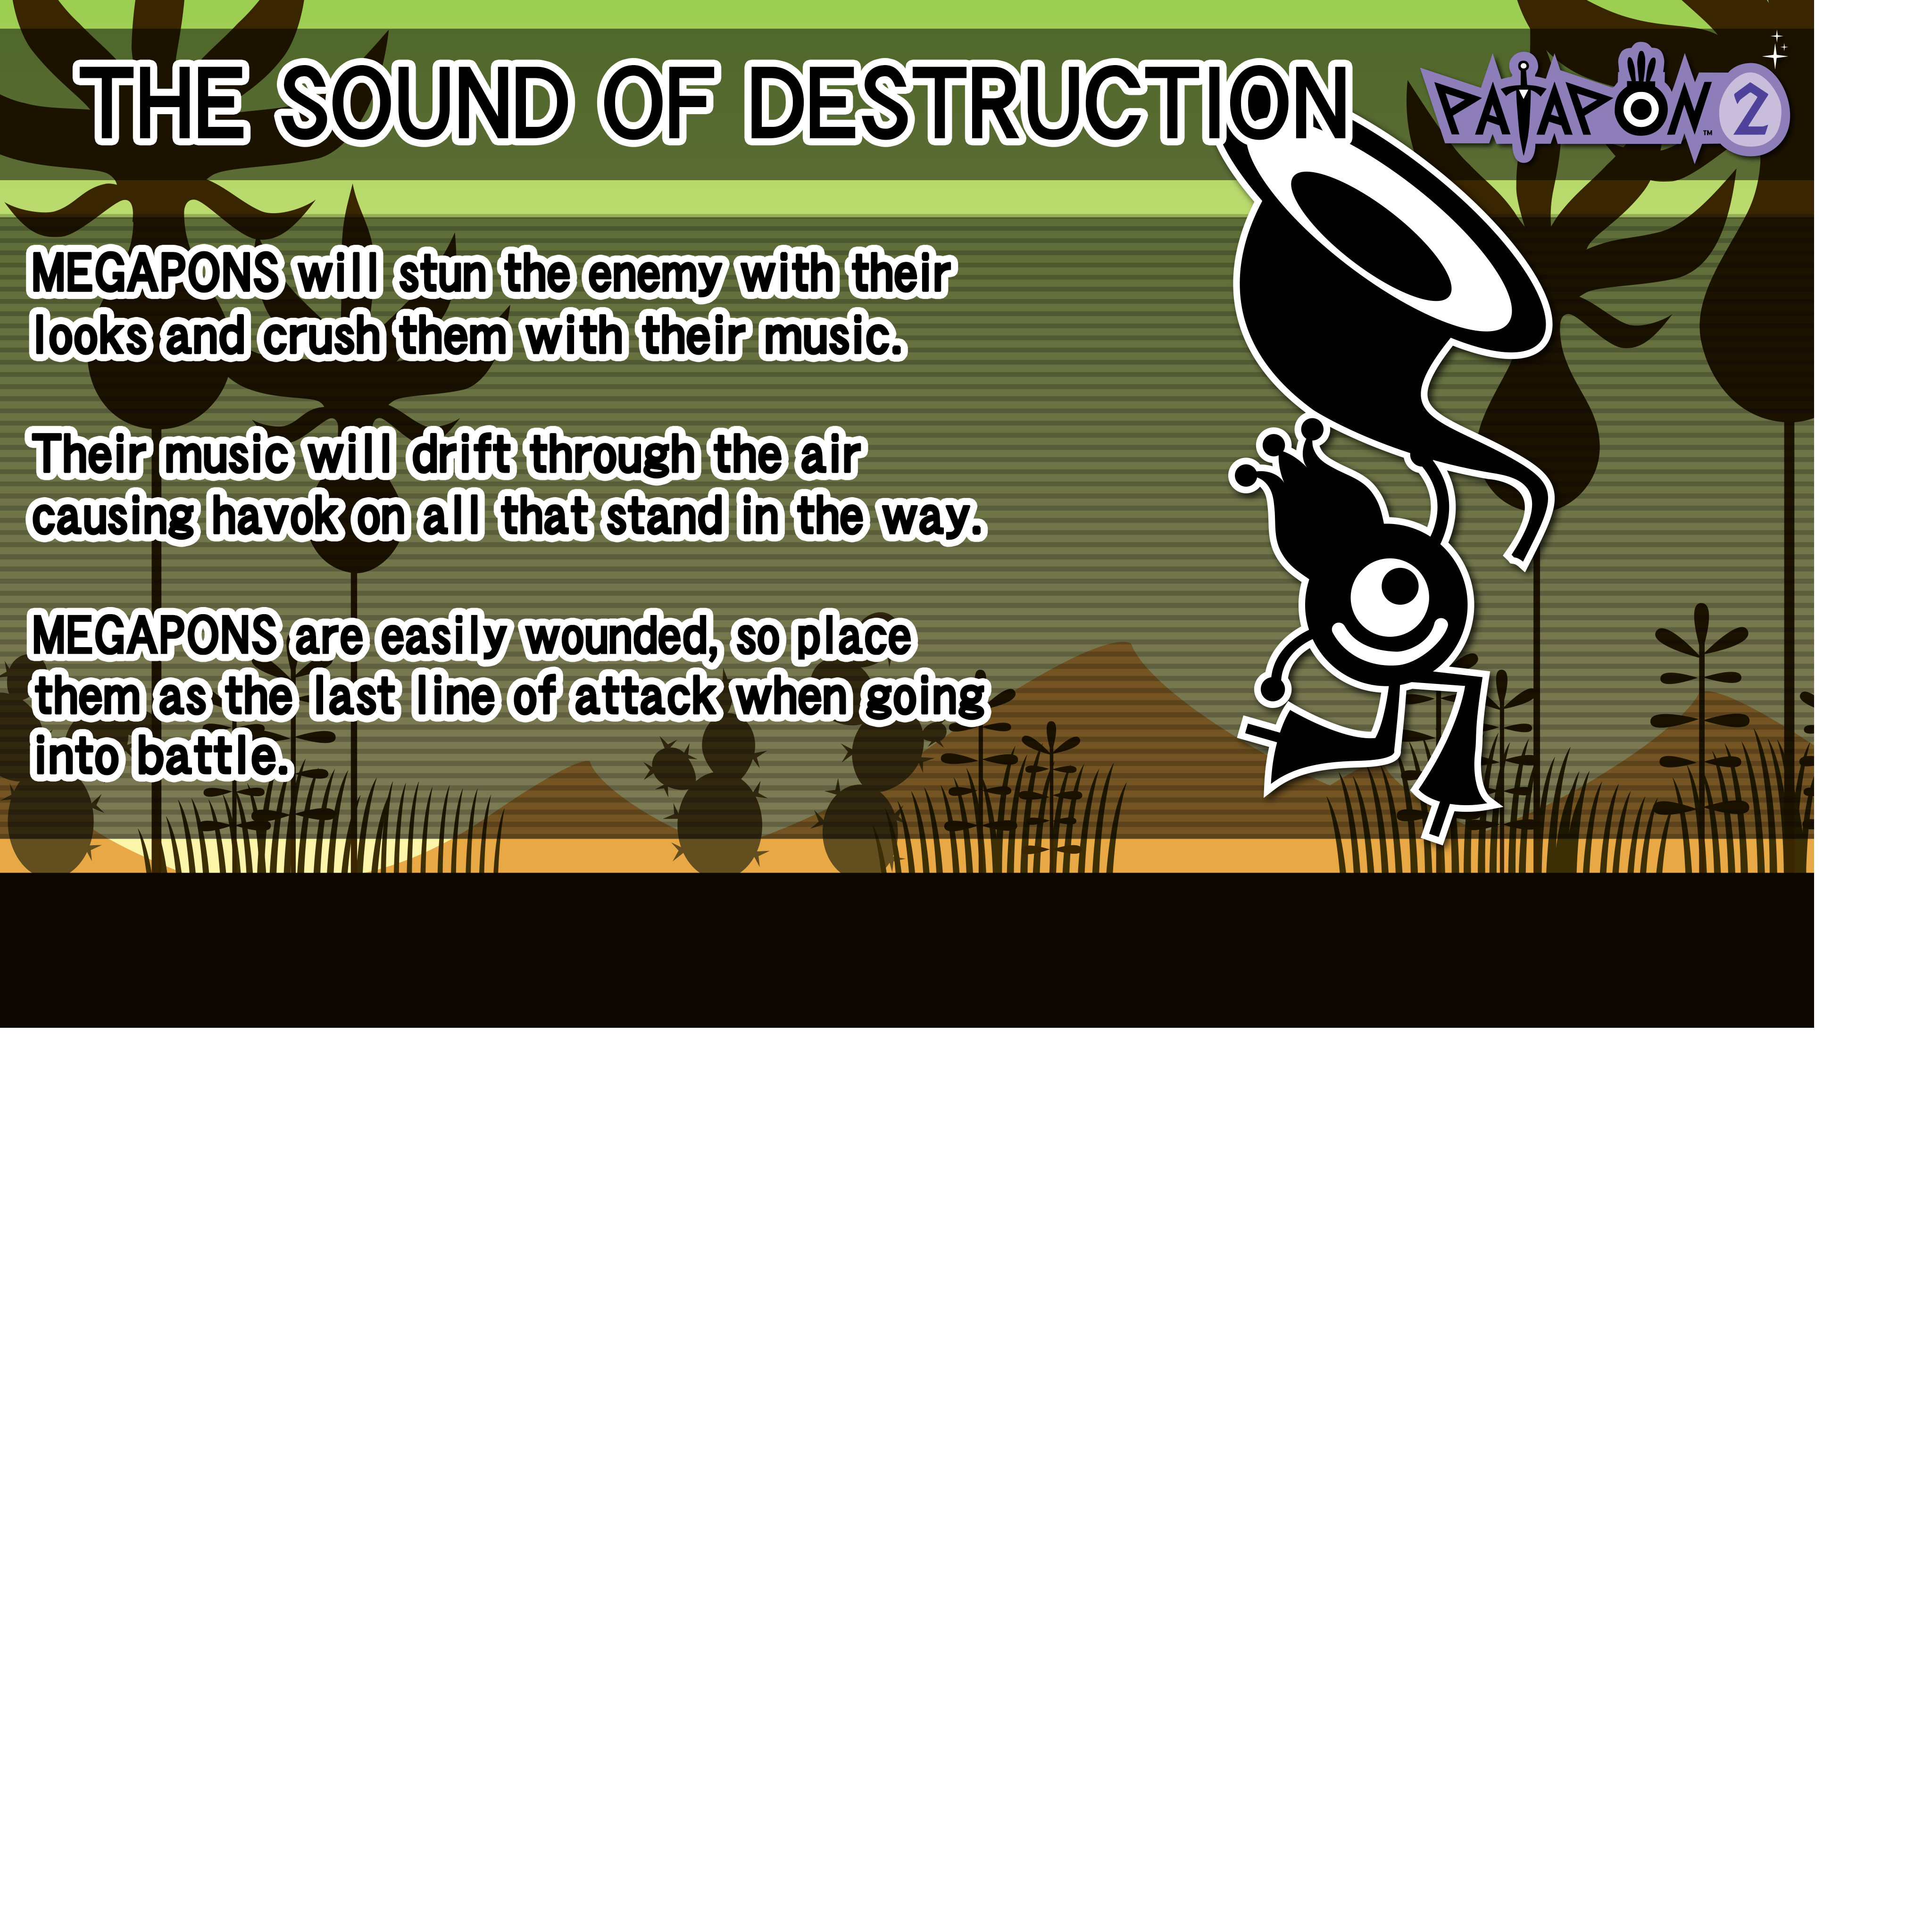 THE SOUND OF DESTRUCTION
PATAPON™ 2
MEGAPONS will stun the enemy with their
looks and crush them with their music.
Their music will drift through the air
causing havok on all that stand in the way.
MEGAPONS are easily wounded, so place
them as the last line of attack when going
into battle.